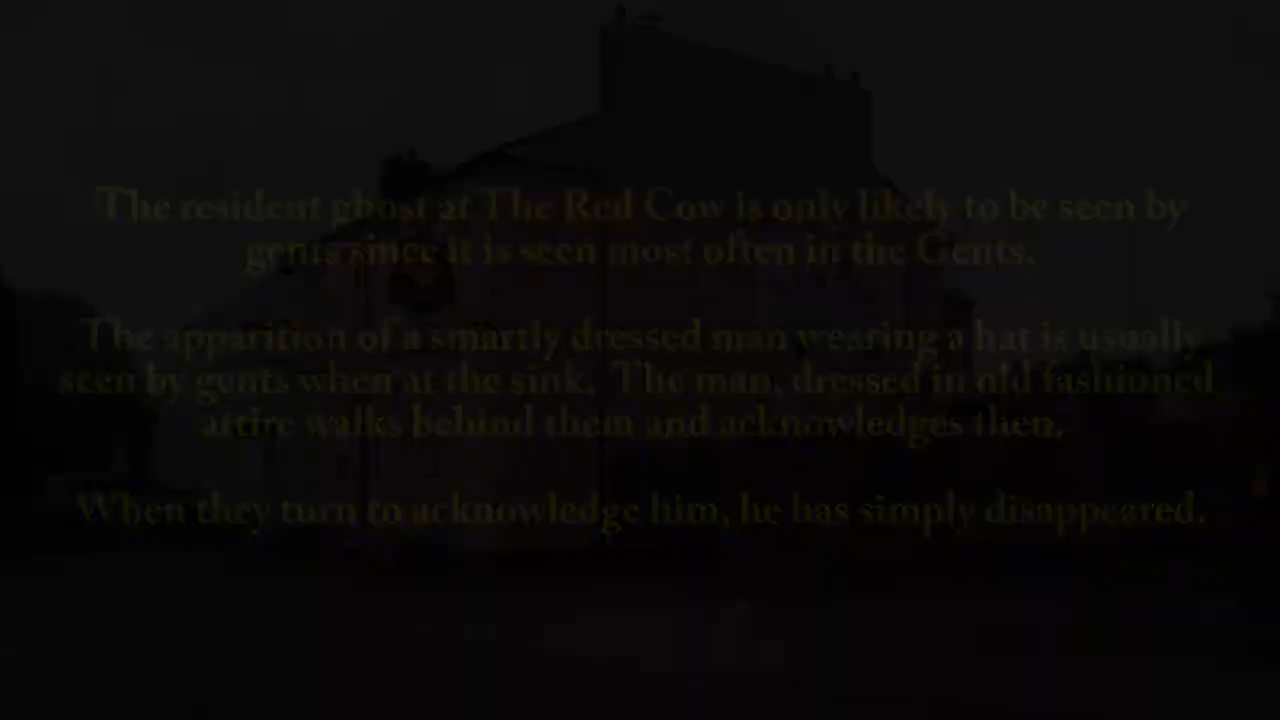 The resident ghost at The Red Cow is only likely to be seen by
gents since it is seen most often in the Gents.
The apparition of a smartly dressed man wearing a hat is usually
seen by gents when at the sink. The man, dressed in old fashioned
attire walks behind them and acknowledges then.
When they turn to acknowledge him, he has simply disappeared.